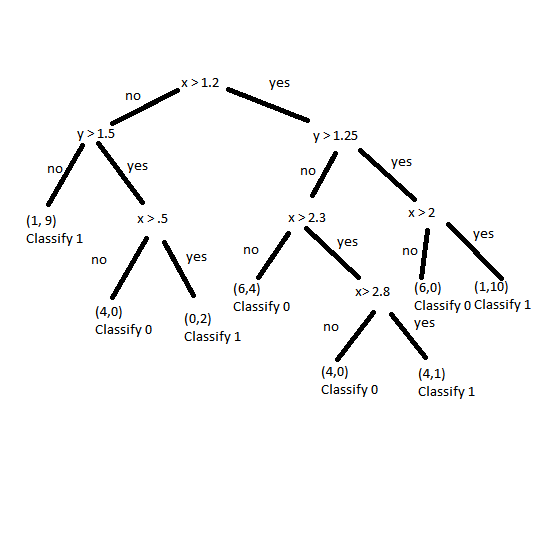 x > 1.2
no
yes
y > 1.5
y > 1.25
no
yes
no
yes
(1, 9)
Classify 1
x > .5
x > 2.3
x > 2
no
yes
no
yes
no
yes
(4,0)
Classify 0
(0,2)
Classify 1
(6,4)
Classify 0
x> 2.8
(6,0)
Classify 0
(1,10)
Classify 1
no
yes
(4,0)
Classify 0
(4,1)
Classify 1